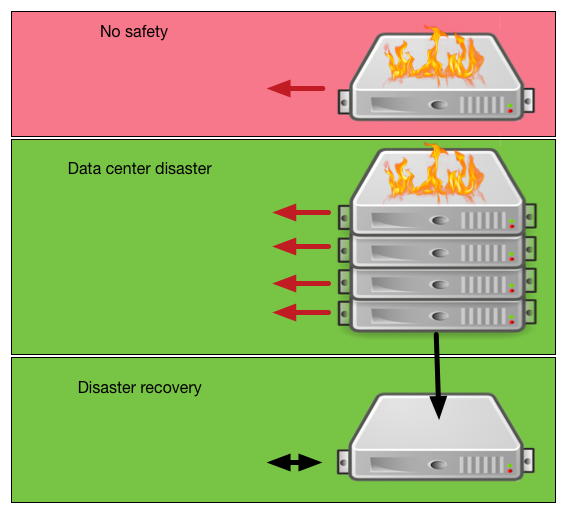 No safety
Data center disaster
Disaster recovery